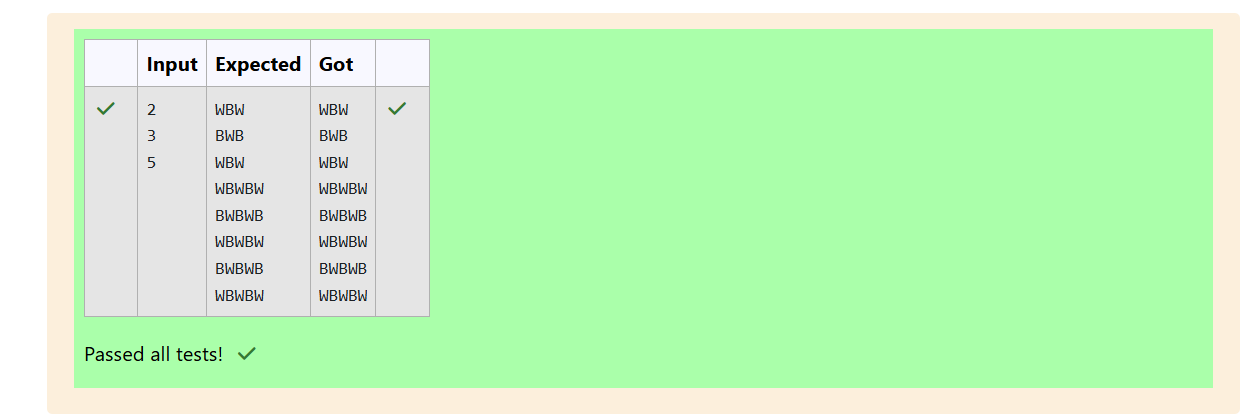 Input Expected Got
2 WBW WBW
3 BWB BWB
5 WBW WBW
WBWBW WBWBW
BWBWB BWBWB
WBWBW WBWBW
BWBWB BWBWB
WBWBW WBWBW
Passed all tests!